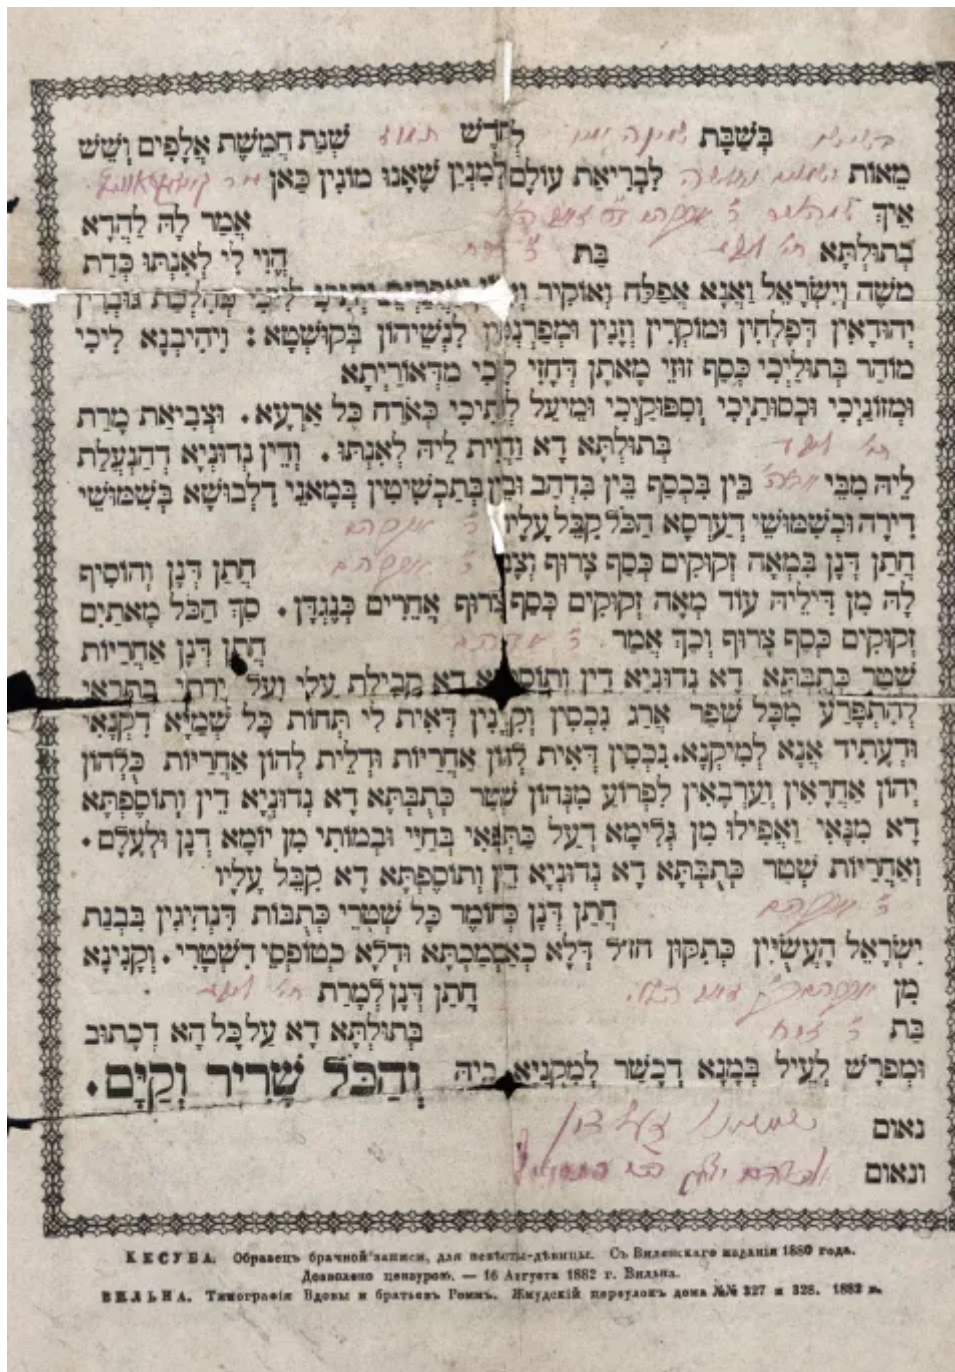 בְּשַׁבָּת לְחֹדֶשׁ שְׁנַת חֲמֵשֶׁת אֲלָפִים וְשֵׁשׁ
מֵאוֹת לִבְרִיאַת עוֹלָם לְמִנְיַן שֶׁאָנוּ מוֹנִין כַּאן
אֵיךְ אֲמַר לָהּ לַהֲדָא
בְתוּלְתָּא בַּת הֱוִי לִי לְאִנְתּוּ כְּדַת
משֶׁה וְיִשְׂרָאֵל וַאֲנָא אֶפְלַח וְאוֹקִיר לִיכִי כְּהִלְכַת גּוּבְרִין
יְהוּדָאִין דְּפָלְחִין וּמוֹקְרִין וְזָנִין וּמְפַרְנְסִין לִנְשֵׁיהוֹן בְּקוּשְׁטָא: וִיהֵיבְנָא לִיכִי
מוֹהַר בְּתוּלַיְכִי כְּסַף זוּזֵי מָאתָן דְּחָזֵי לִיכִי מִדְּאוֹרַיְתָא
וּמְזוֹנַיְכִי וּכְסוּתַיְכִי וְסִפּוּקַיְכִי וּמֵיעַל לְוָתֵיכִי כְּאֹרַח כָּל אַרְעָא. וּצְבִיאַת מָרַת
בְּתוּלְתָּא דָא וַהֲוַית לֵיהּ לְאִנְתּוּ. וְדֵין נְדוּנְיָא דְהַנְעֲלַת
לֵיהּ מִבֵּי בֵּין בִּכְסַף בֵּין בִּדְהַב וּבֵין בְּתַכְשִׁיטִין בְּמָאנֵי דִלְבוּשָׁא בְּשִׁמּוּשֵׁי
דִירָה וּבְשִׁמּוּשֵׁי דְעַרְסָא הַכֹּל קִבֵּל עָלָיו
חֲתַן דְּנָן בִּמְאָה זְקוּקִים כֶּסֶף צָרוּף וְצָבִי חֲתַן דְּנָן וְהוֹסִיף
לָהּ מִן דִּילֵיהּ עוֹד מְאָה זְקוּקִים כֶּסֶף צָרוּף אֲחֵרִים כְּנֶגְדָּן. סַךְ הַכֹּל מָאתַיִם
זְקוּקִים כֶּסֶף צָרוּף וְכַךְ אֲמַר חֲתַן דְּנָן אַחֲרָיוּת
שְׁטַר כְּתֻבְּתָּא דָא נְדוּנְיָא דֵין וְתוֹסֶפְתָּא דָא קַבֵּלִית עָלַי וְעַל יָרְתַי בַּתְרָאִי
לְהִתְפָּרַע מִכָּל שְׁפַר אֲרַג נִכְסִין וְקִנְיָנִין דְּאִית לִי תְּחוֹת כָּל שְׁמַיָּא דִקְנָאִי
וּדְעָתִיד אֲנָא לְמִיקְנָא. נִכְסִין דְּאִית לְהוֹן אַחֲרָיוּת וּדְלֵית לְהוֹן אַחֲרָיוּת כֻּלְּהוֹן
יְהוֹן אַחֲרָאִין וְעַרְבָאִין לִפְרוֹעַ מִנְּהוֹן שְׁטַר כְּתֻבְּתָּא דָא נְדוּנְיָא דֵין וְתוֹסֶפְתָּא
דָא מִנָּאִי וַאֲפִילוּ מִן גְּלִימָא דְעַל כַּתְפָאִי בְּחַיַּי וּבְמוֹתִי מִן יוֹמָא דְנָן וּלְעָלַם.
וְאַחֲרָיוּת שְׁטַר כְּתֻבְּתָּא דָא נְדוּנְיָא דֵין וְתוֹסֶפְתָּא דָא קִבֵּל עָלָיו
חֲתַן דְּנָן כְּחוֹמֶר כָּל שְׁטָרֵי כְּתֻבּוֹת דִּנְהִיגִין בִּבְנַת
יִשְׂרָאֵל הָעֲשׂוּיִין כְּתִקּוּן חז״ל דְּלָא כְאַסְמַכְתָּא וּדְלָא כְטוֹפְסֵי דִשְׁטָרֵי. וְקָנִינָא
מִן חֲתַן דְּנָן לְמָרַת
בַּת בְּתוּלְתָּא דָא עַל כָּל הָא דִכְתוּב
וּמְפֹרָשׁ לְעֵיל בְּמָנָא דְכָשַׁר לְמִקְנְיָא בֵיהּ וְהַכֹּל שָׁרִיר וְקַיָּם.
נאום
ונאום
КЕСУБА. Образецъ брачной записи, для невѣсты-дѣвицы. Съ Виленскаго изданія 1880 года.
Дозволено цензурою. — 16 Августа 1882 г. Вильна.
ВИЛЬНА. Типографія Вдовы и братьевъ Роммъ. Жмудскій переулокъ дома №№ 327 и 328. 1882 г.